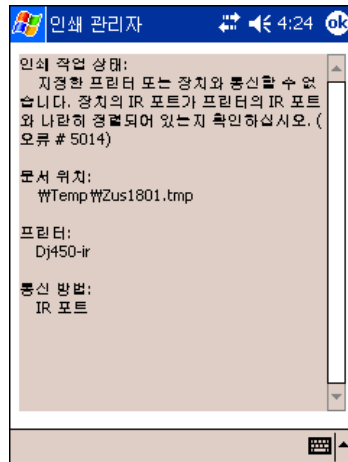 인쇄 관리자 4:24 ok
인쇄 작업 상태:
지정한 프린터 또는 장치와 통신할 수 없
습니다. 장치의 IR 포트가 프린터의 IR 포트
와 나란히 정렬되어 있는지 확인하십시오. (
오류 # 5014)
문서 위치:
₩Temp₩Zus1801.tmp
프린터:
Dj450-ir
통신 방법:
IR 포트